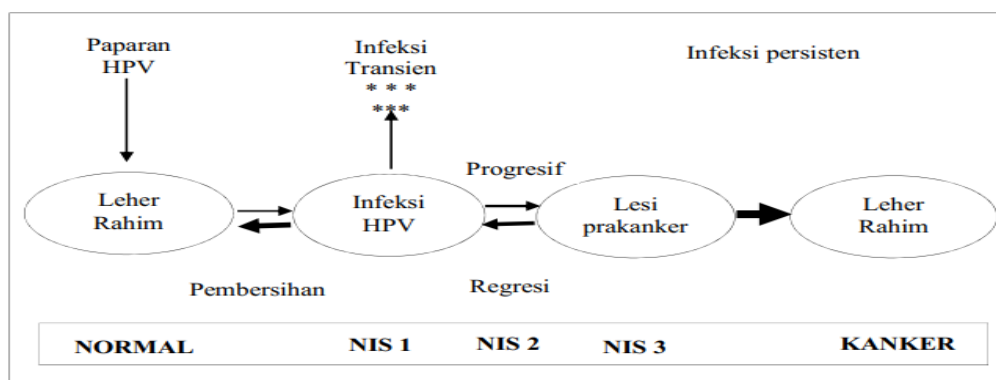 Paparan
HPV
Infeksi
Transien
* * *
***
Infeksi persisten
Progresif
Leher
Rahim
Infeksi
HPV
Lesi
prakanker
Leher
Rahim
Pembersihan
Regresi
NORMAL NIS 1 NIS 2 NIS 3 KANKER